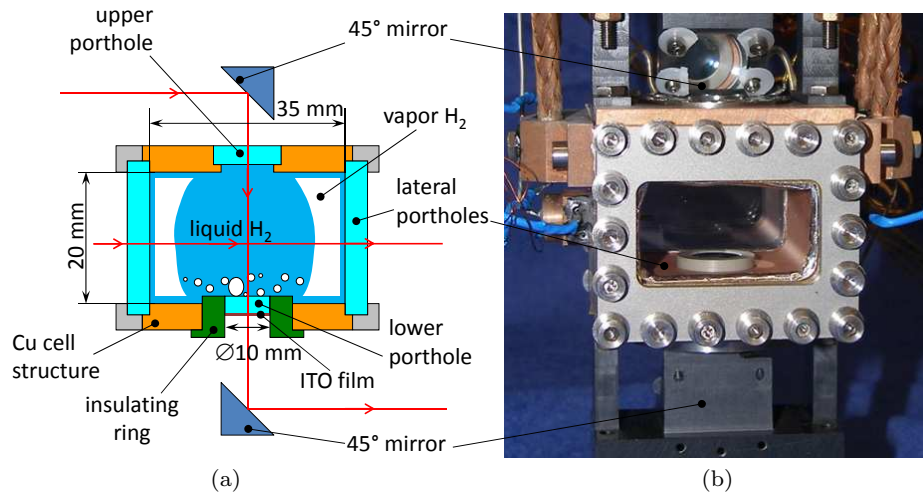 upper
porthole
45° mirror
35 mm
vapor H₂
lateral
portholes
liquid H₂
20 mm
Cu cell
structure
∅10 mm
lower
porthole
ITO film
insulating
ring
45° mirror
(a)
(b)